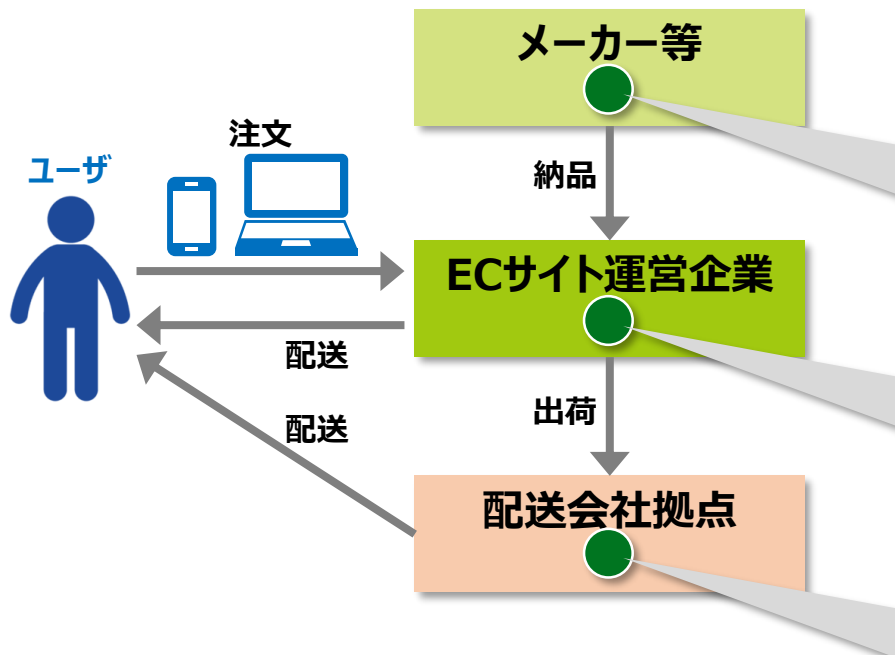 メーカー等
注文
ユーザ
納品
ECサイト運営企業
配送
配送
出荷
配送会社拠点